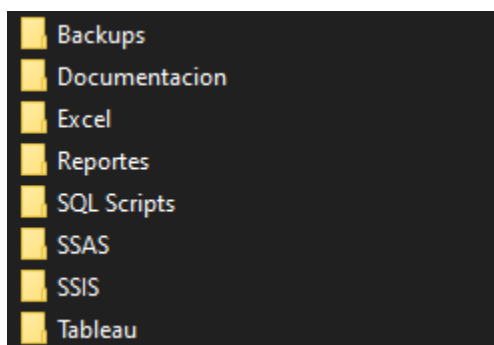 Backups
Documentacion
Excel
Reportes
SQL Scripts
SSAS
SSIS
Tableau